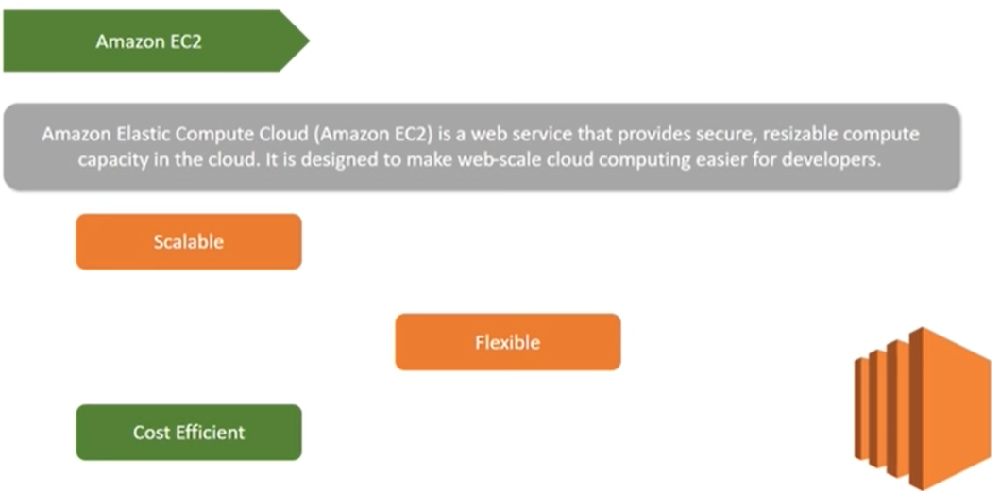 Amazon EC2
Amazon Elastic Compute Cloud (Amazon EC2) is a web service that provides secure, resizable compute
capacity in the cloud. It is designed to make web-scale cloud computing easier for developers.
Scalable
Flexible
Cost Efficient